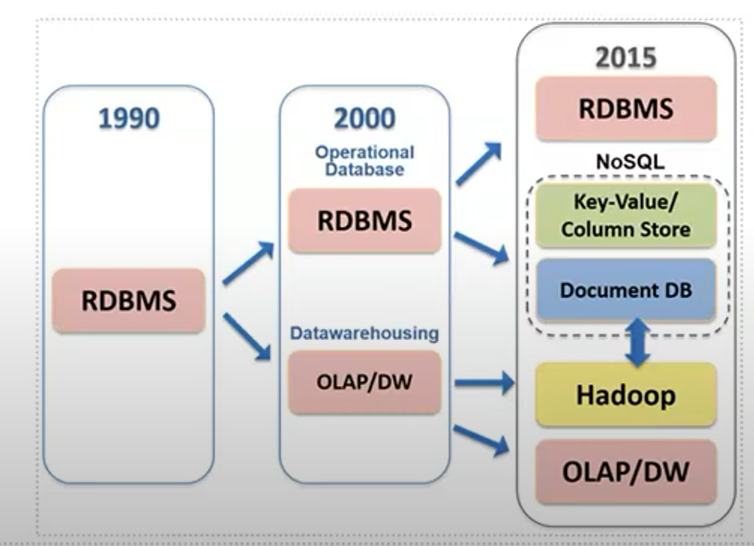 1990
RDBMS
2000
Operational
Database
RDBMS
Datawarehousing
OLAP/DW
2015
RDBMS
NoSQL
Key-Value/
Column Store
Document DB
Hadoop
OLAP/DW